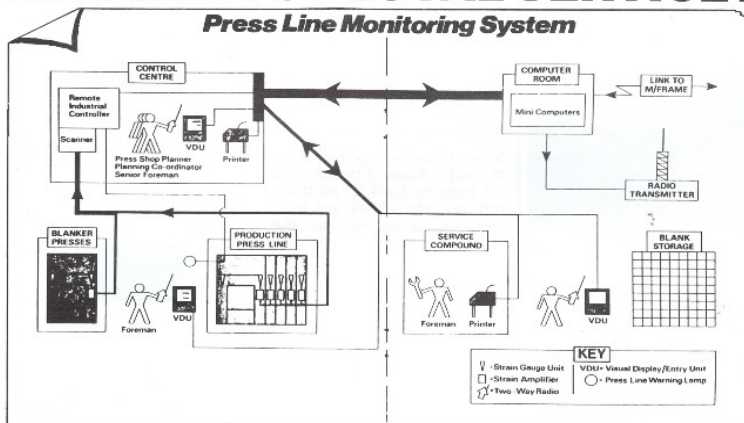 Press Line Monitoring System
CONTROL
CENTRE
Remote
Industrial
Controller
Scanner
VDU
Printer
Press Shop Planner
Planning Co-ordinator
Senior Foreman
COMPUTER
ROOM
Mini Computers
LINK TO
M/FRAME
RADIO
TRANSMITTER
BLANKER
PRESSES
Foreman
VDU
PRODUCTION
PRESS LINE
SERVICE
COMPOUND
Foreman
Printer
VDU
BLANK
STORAGE
KEY
-Strain Gauge Unit
-Strain Amplifier
-Two-Way Radio
VDU- Visual Display/Entry Unit
- Press Line Warning Lamp